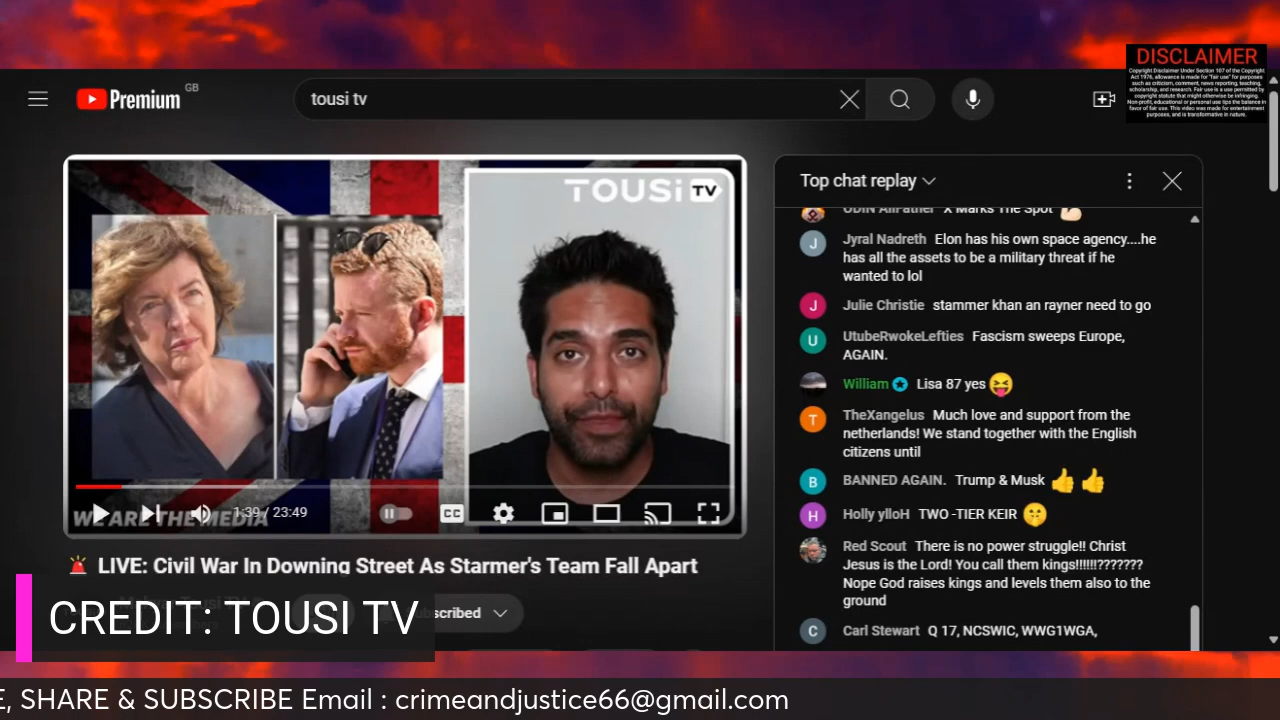 DISCLAIMER
Copyright Disclaimer Under Section 107 of the Copyright
Act 1976, allowance is made for "fair use" for purposes
such as criticism, comment, news reporting, teaching,
scholarship, and research. Fair use is a use permitted by
copyright statute that might otherwise be infringing.
Non-profit, educational or personal use tips the balance in
favor of fair use. This video was made for entertainment
purposes, and is transformative in nature.
Premium GB
tousi tv
TOUSi TV
WE ARE THE MEDIA
1:39 / 23:49
CC
🚨 LIVE: Civil War In Downing Street As Starmer's Team Fall Apart
scribed
Top chat replay
ODIN AllFather X Marks The Spot 💪🏻
J Jyral Nadreth Elon has his own space agency....he
has all the assets to be a military threat if he
wanted to lol
J Julie Christie stammer khan an rayner need to go
U UtubeRwokeLefties Fascism sweeps Europe,
AGAIN.
William Lisa 87 yes 😝
T TheXangelus Much love and support from the
netherlands! We stand together with the English
citizens until
B BANNED AGAIN. Trump & Musk 👍 👍
H Holly ylloH TWO -TIER KEIR 🤫
Red Scout There is no power struggle!! Christ
Jesus is the Lord! You call them kings!!!!!!???????
Nope God raises kings and levels them also to the
ground
C Carl Stewart Q 17, NCSWIC, WWG1WGA,
CREDIT: TOUSI TV
E, SHARE & SUBSCRIBE Email : crimeandjustice66@gmail.com